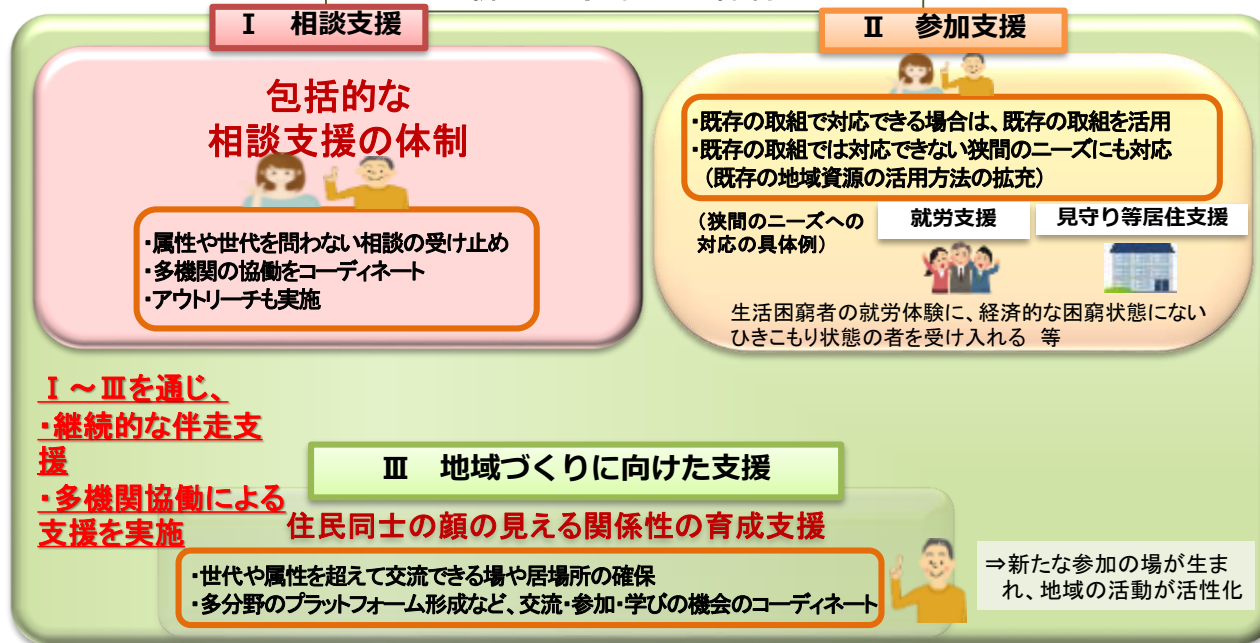 Ⅰ 相談支援
包括的な
相談支援の体制
・属性や世代を問わない相談の受け止め
・多機関の協働をコーディネート
・アウトリーチも実施
Ⅱ 参加支援
・既存の取組で対応できる場合は、既存の取組を活用
・既存の取組では対応できない狭間のニーズにも対応
（既存の地域資源の活用方法の拡充）
（狭間のニーズへの
対応の具体例）
就労支援
見守り等居住支援
生活困窮者の就労体験に、経済的な困窮状態にない
ひきこもり状態の者を受け入れる 等
Ⅰ～Ⅲを通じ、
・継続的な伴走支
援
・多機関協働による
支援を実施
Ⅲ 地域づくりに向けた支援
住民同士の顔の見える関係性の育成支援
・世代や属性を超えて交流できる場や居場所の確保
・多分野のプラットフォーム形成など、交流・参加・学びの機会のコーディネート
⇒新たな参加の場が生ま
れ、地域の活動が活性化